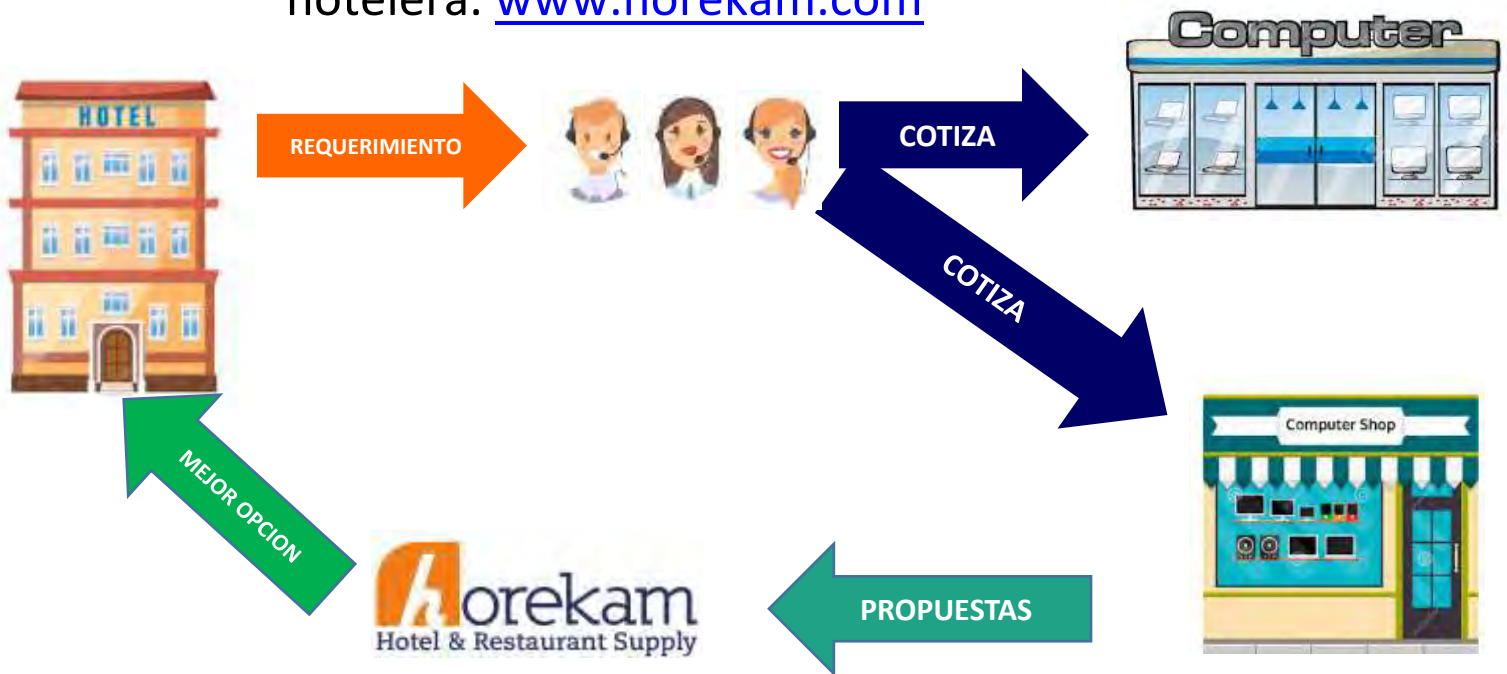 hotelera. www.horekam.com
Computer
HOTEL
REQUERIMIENTO
COTIZA
COTIZA
Computer Shop
MEJOR OPCION
horekam
Hotel & Restaurant Supply
PROPUESTAS